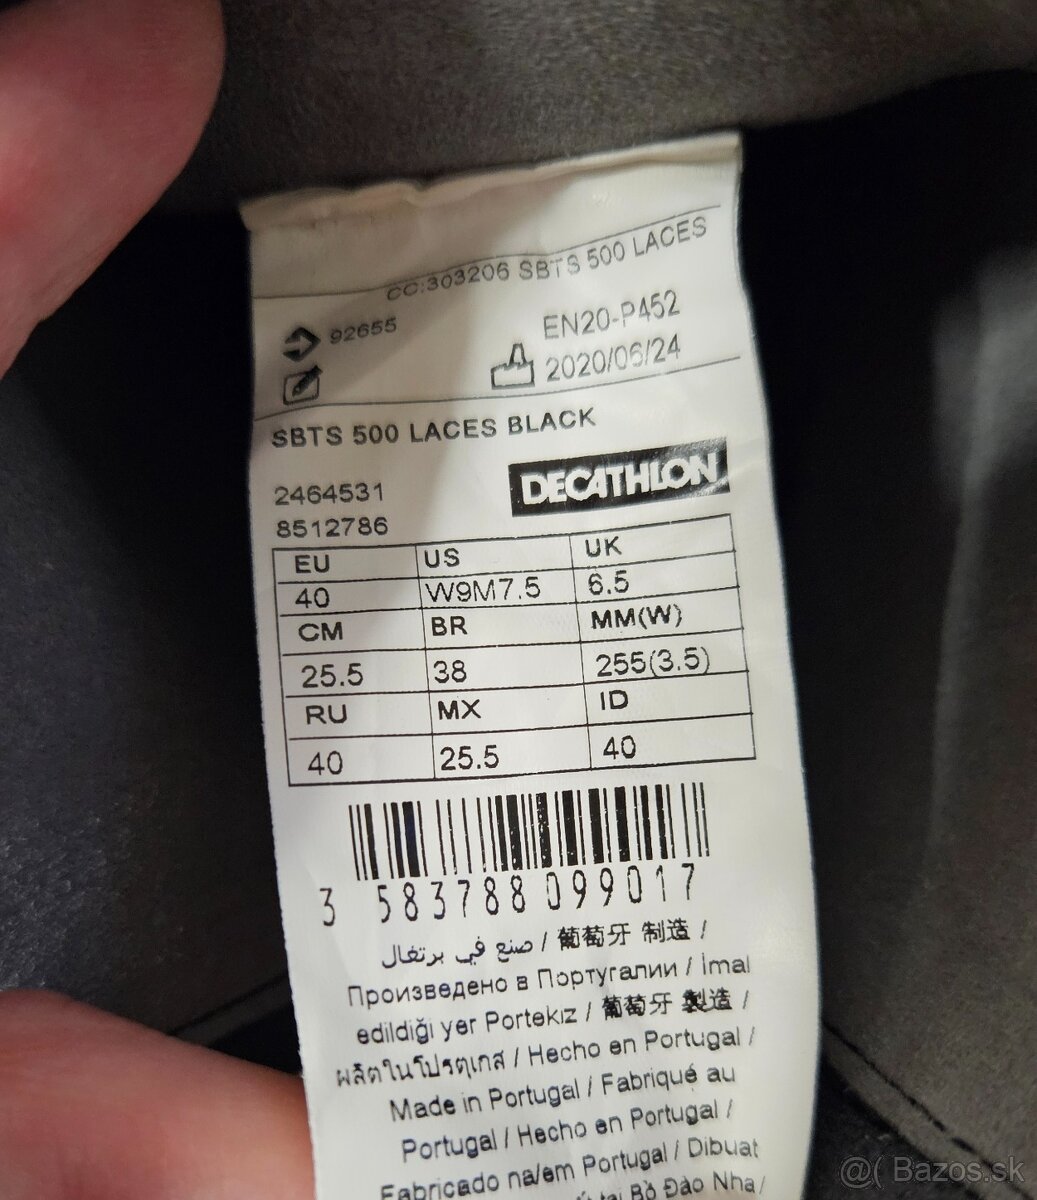 CC:303206 SBTS 500 LACES
92655
EN20-P452
2020/06/24
SBTS 500 LACES BLACK
DECATHLON
2464531
8512786
EU US UK
40 W9M7.5 6.5
CM BR MM(W)
25.5 38 255(3.5)
RU MX ID
40 25.5 40
3 583788 099017
صنع في برتغال / 葡萄牙 制造 /
Произведено в Португалии / İmal
edildiği yer Portekiz / 葡萄牙 製造 /
ผลิตในโปรตุเกส / Hecho en Portugal /
Made in Portugal / Fabriqué au
Portugal / Hecho en Portugal /
Fabricado na/em Portugal / Dibuat
tại Bồ Đào Nha /
@( Bazos.sk